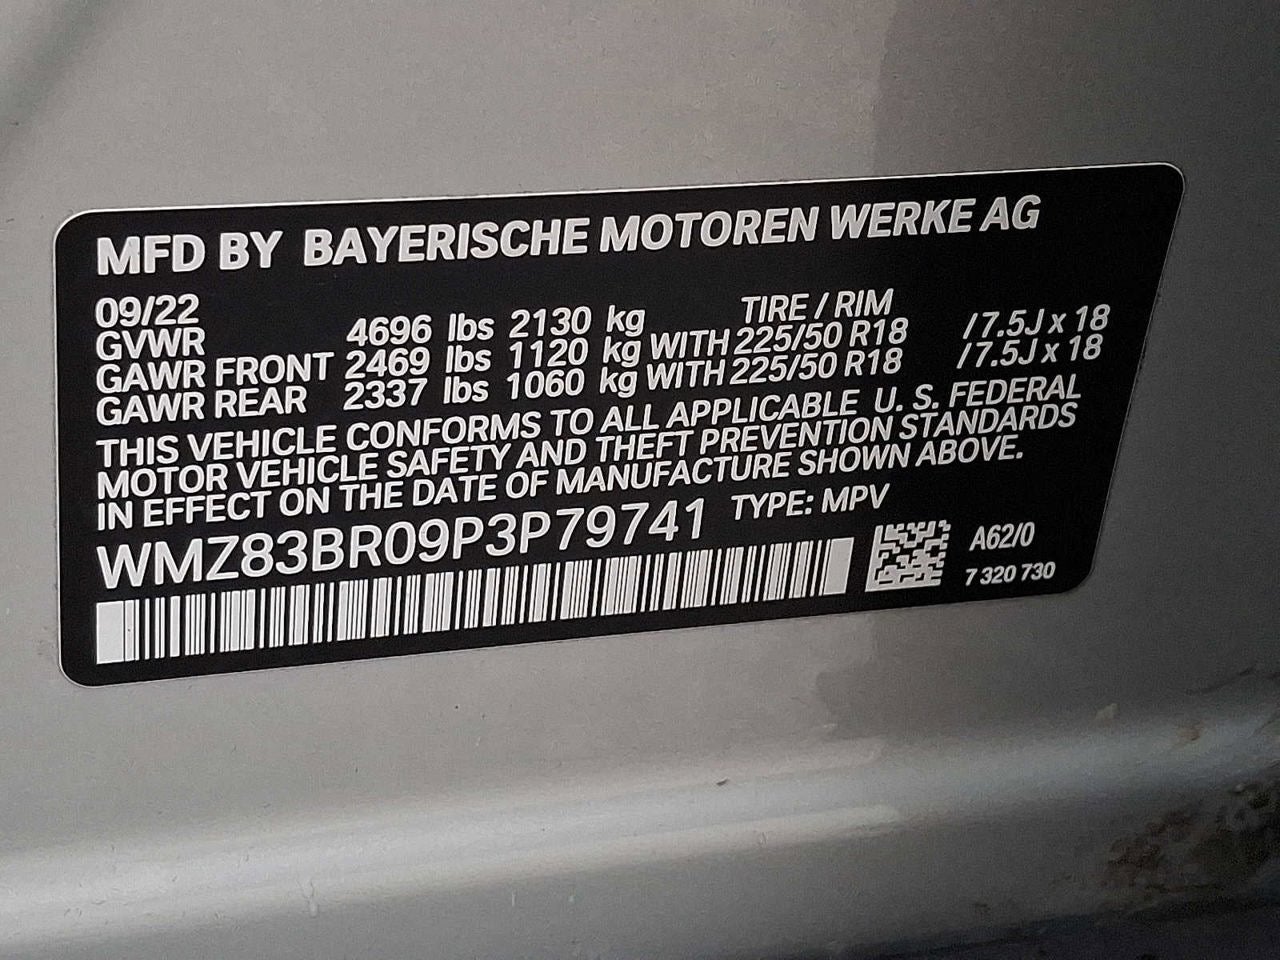 MFD BY BAYERISCHE MOTOREN WERKE AG
09/22 TIRE / RIM
GVWR 4696 lbs 2130 kg
GAWR FRONT 2469 lbs 1120 kg WITH 225/50 R18 /7.5J x 18
GAWR REAR 2337 lbs 1060 kg WITH 225/50 R18 /7.5J x 18
THIS VEHICLE CONFORMS TO ALL APPLICABLE U. S. FEDERAL
MOTOR VEHICLE SAFETY AND THEFT PREVENTION STANDARDS
IN EFFECT ON THE DATE OF MANUFACTURE SHOWN ABOVE.
WMZ83BR09P3P79741 TYPE: MPV
A62/0
7 320 730